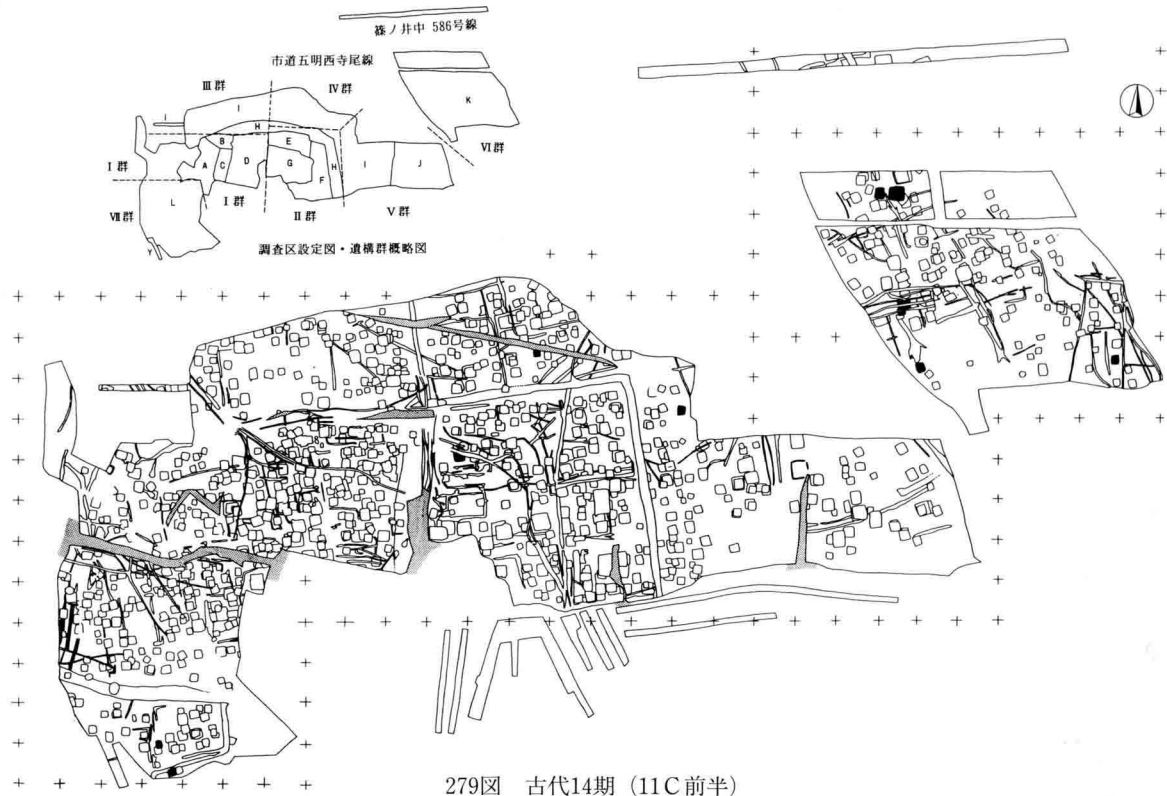 篠ノ井中 586号線
市道五明西寺尾線
III群
IV群
I
K
I
H
B
E
VI群
I群
A
C
D
G
H
I
J
F
L
I群
II群
V群
VII群
Y
調査区設定図・遺構群概略図
279図 古代14期(11C前半)